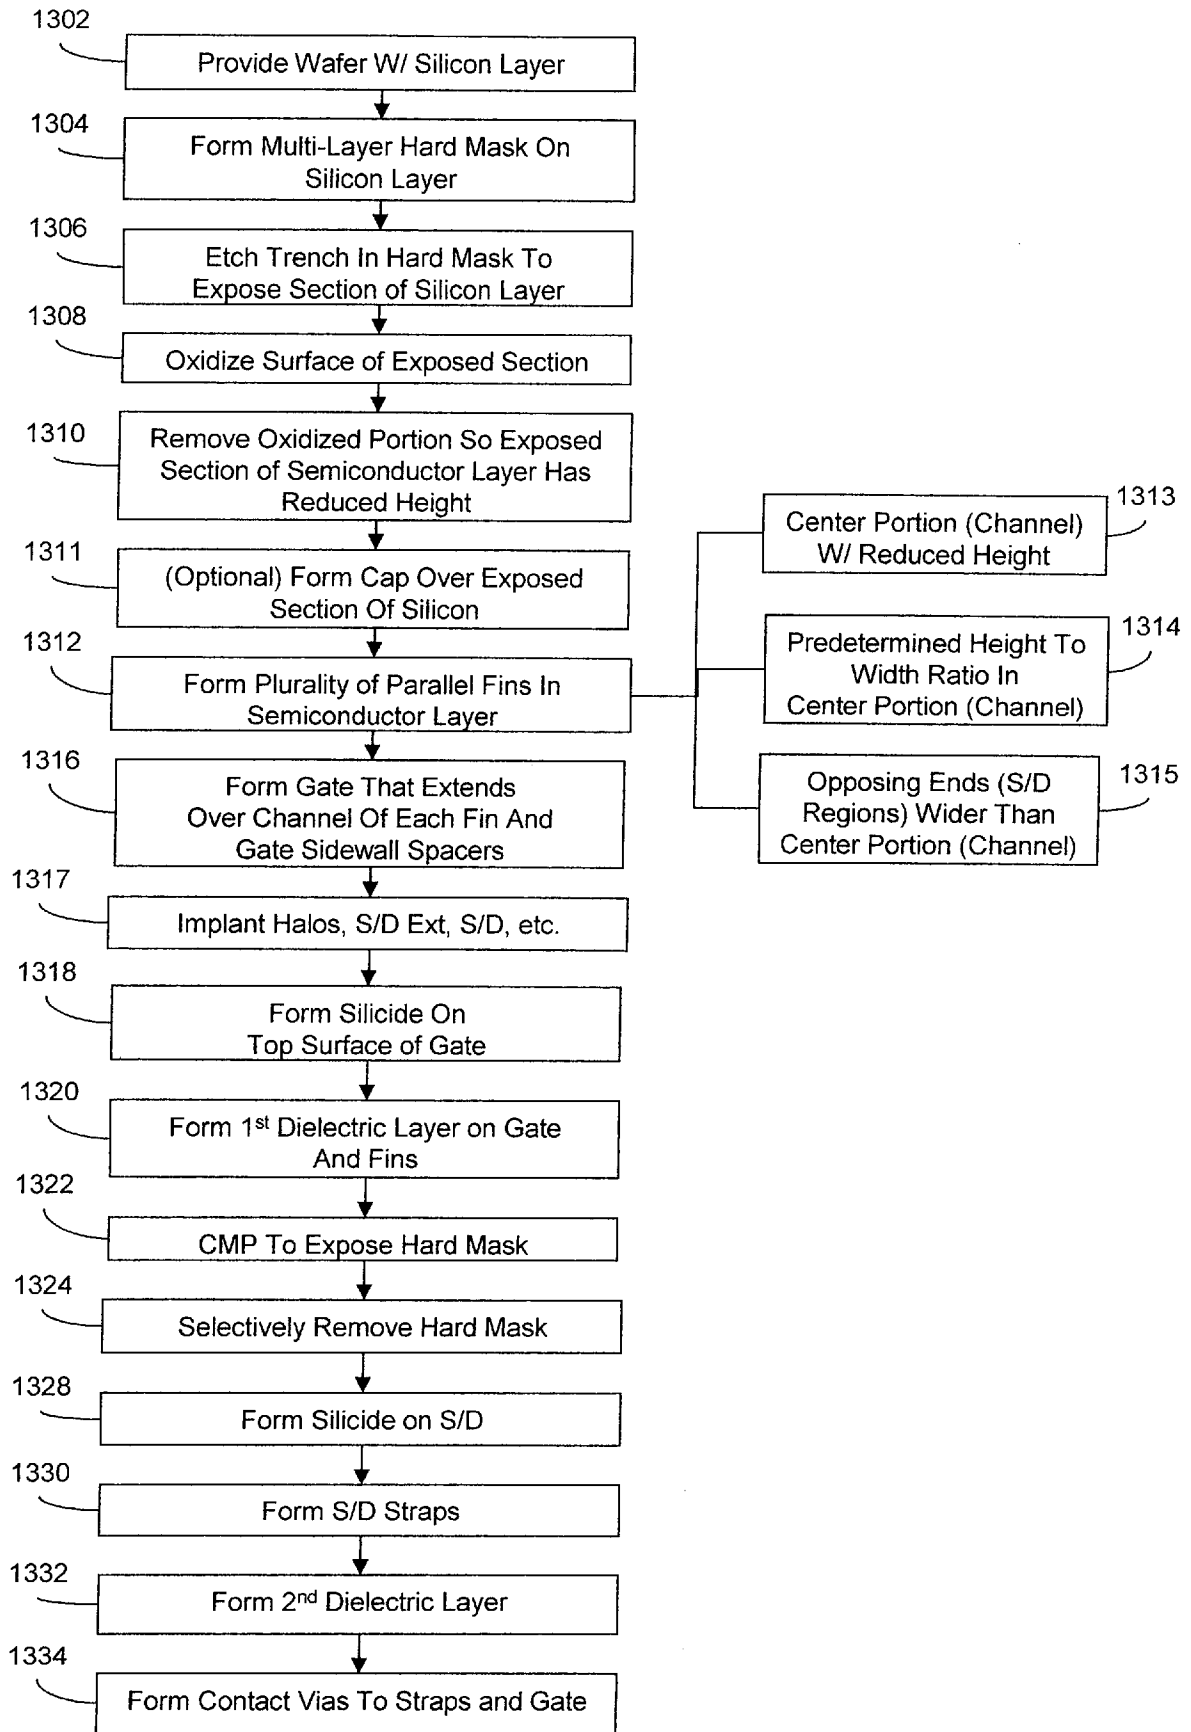 1302
Provide Wafer W/ Silicon Layer
1304
Form Multi-Layer Hard Mask On
Silicon Layer
1306
Etch Trench In Hard Mask To
Expose Section of Silicon Layer
1308
Oxidize Surface of Exposed Section
1310
Remove Oxidized Portion So Exposed
Section of Semiconductor Layer Has
Reduced Height
1311
(Optional) Form Cap Over Exposed
Section Of Silicon
1312
Form Plurality of Parallel Fins In
Semiconductor Layer
1313
Center Portion (Channel)
W/ Reduced Height
1314
Predetermined Height To
Width Ratio In
Center Portion (Channel)
1315
Opposing Ends (S/D
Regions) Wider Than
Center Portion (Channel)
1316
Form Gate That Extends
Over Channel Of Each Fin And
Gate Sidewall Spacers
1317
Implant Halos, S/D Ext, S/D, etc.
1318
Form Silicide On
Top Surface of Gate
1320
Form 1st Dielectric Layer on Gate
And Fins
1322
CMP To Expose Hard Mask
1324
Selectively Remove Hard Mask
1328
Form Silicide on S/D
1330
Form S/D Straps
1332
Form 2nd Dielectric Layer
1334
Form Contact Vias To Straps and Gate